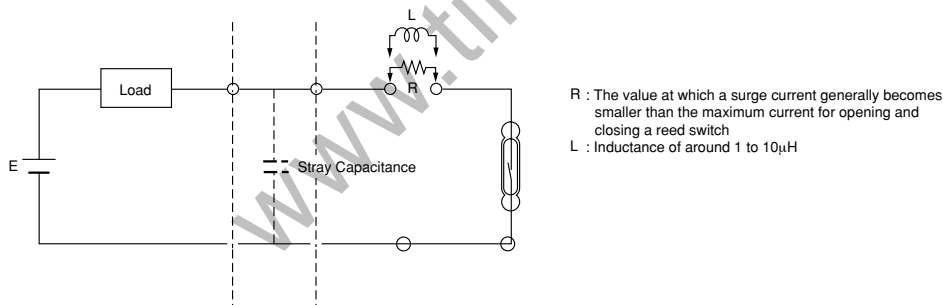 L
Load
R
E
Stray Capacitance
R : The value at which a surge current generally becomes
smaller than the maximum current for opening and
closing a reed switch
L : Inductance of around 1 to 10μH